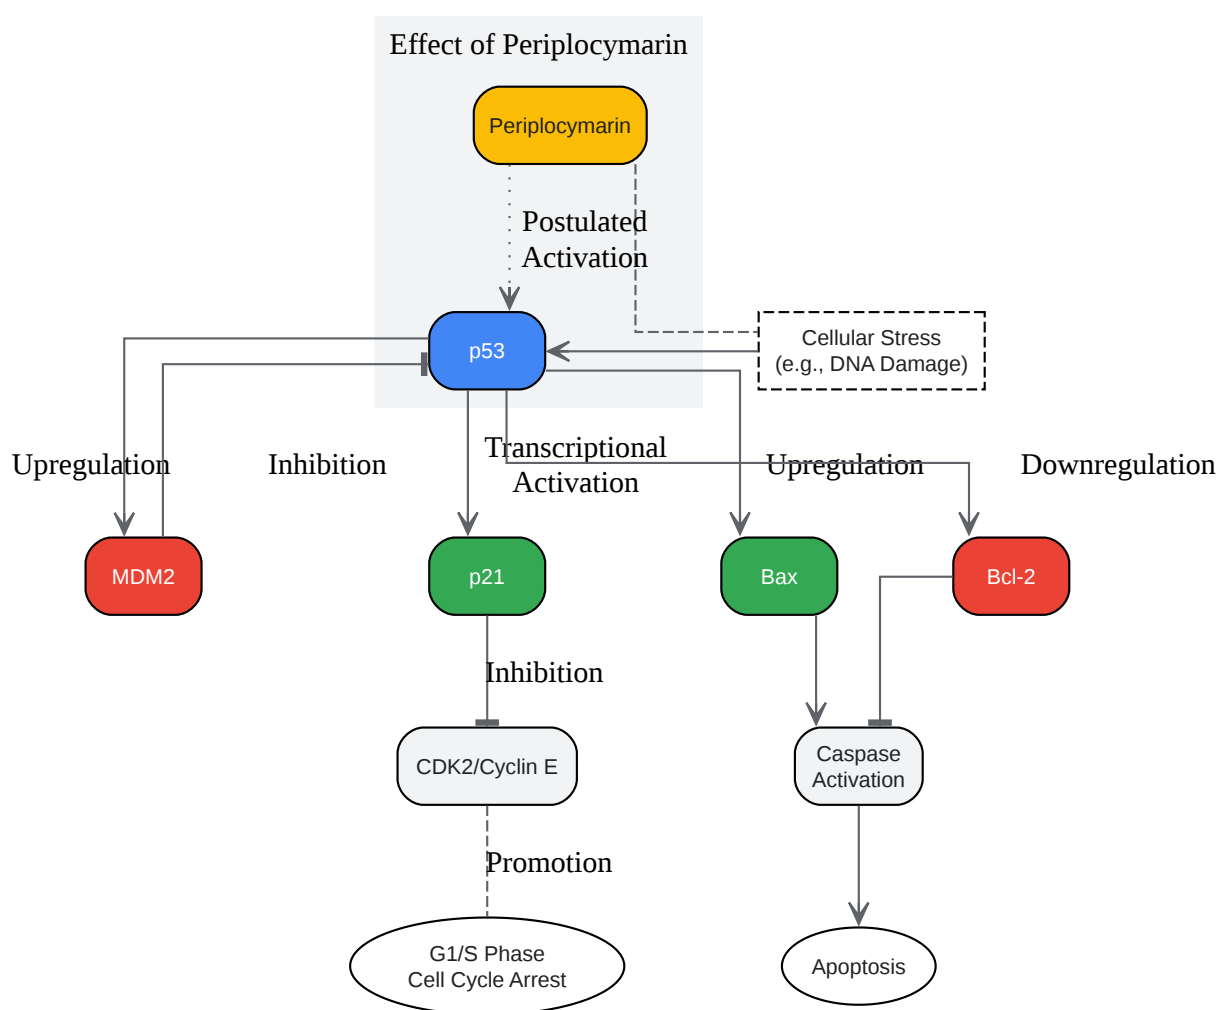 Effect of Periplocymarin
Periplocymarin
Postulated
Activation
p53
Cellular Stress
(e.g., DNA Damage)
Upregulation
Inhibition
Transcriptional
Activation
Upregulation
Downregulation
MDM2
p21
Bax
Bcl-2
Inhibition
CDK2/Cyclin E
Caspase
Activation
Promotion
G1/S Phase
Cell Cycle Arrest
Apoptosis